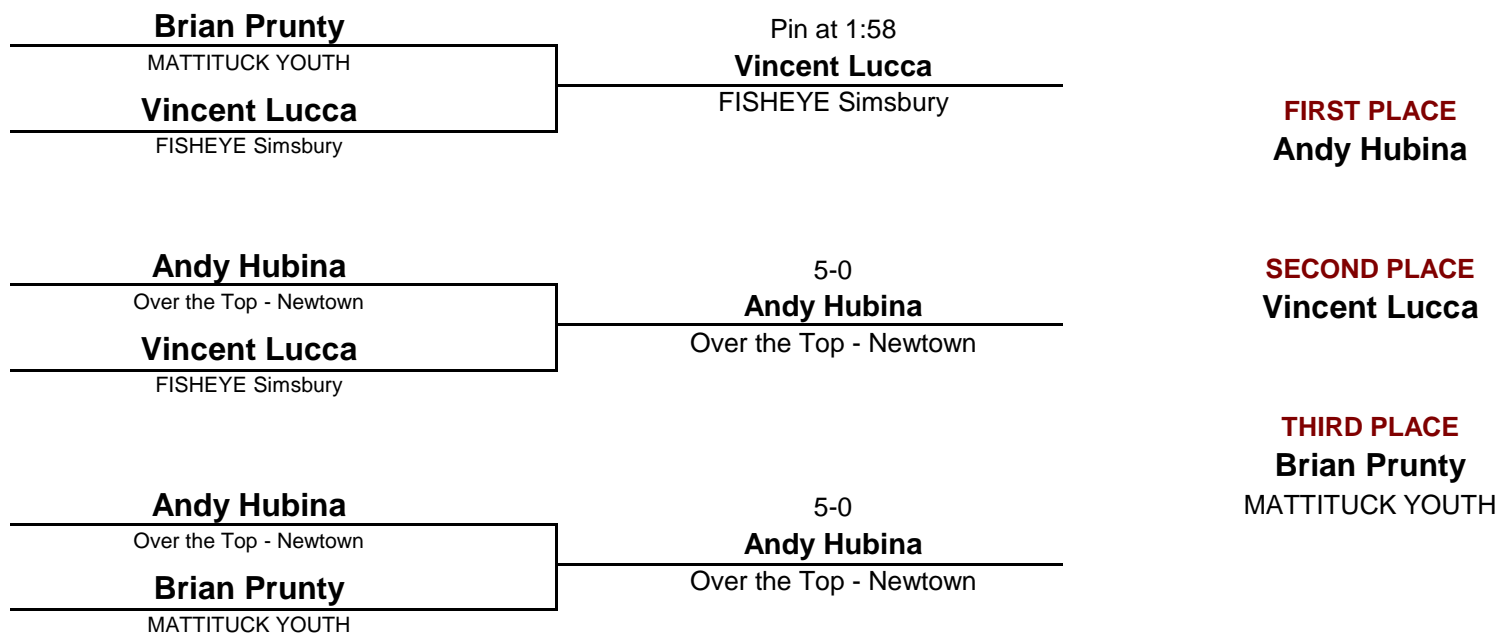 Brian Prunty
MATTITUCK YOUTH
Vincent Lucca
FISHEYE Simsbury
Pin at 1:58
Vincent Lucca
FISHEYE Simsbury
Andy Hubina
Over the Top - Newtown
Vincent Lucca
FISHEYE Simsbury
5-0
Andy Hubina
Over the Top - Newtown
Andy Hubina
Over the Top - Newtown
Brian Prunty
MATTITUCK YOUTH
5-0
Andy Hubina
Over the Top - Newtown
FIRST PLACE
Andy Hubina
SECOND PLACE
Vincent Lucca
THIRD PLACE
Brian Prunty
MATTITUCK YOUTH